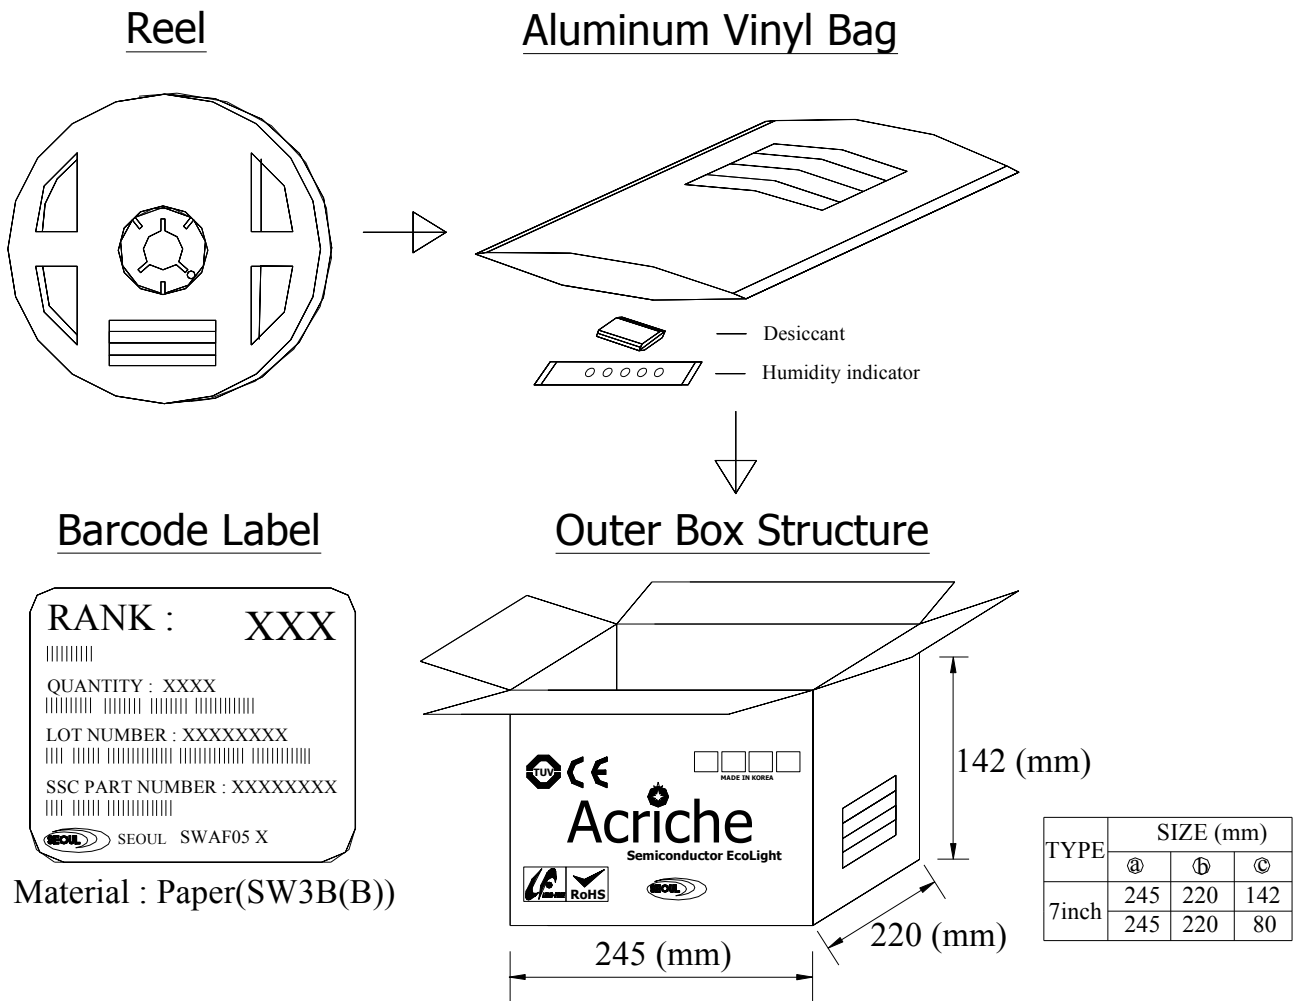 Reel
Aluminum Vinyl Bag
Desiccant
Humidity indicator
Barcode Label
Outer Box Structure
RANK : XXX
QUANTITY : XXXX
LOT NUMBER : XXXXXXXX
SSC PART NUMBER : XXXXXXXX
SEOUL SEOUL SWAF05 X
Material : Paper(SW3B(B))
TUV CE
MADE IN KOREA
Acriche
Semiconductor EcoLight
RoHS
SEOUL
142 (mm)
220 (mm)
245 (mm)
TYPE SIZE (mm)
ⓐ ⓑ ⓒ
7inch 245 220 142
245 220 80